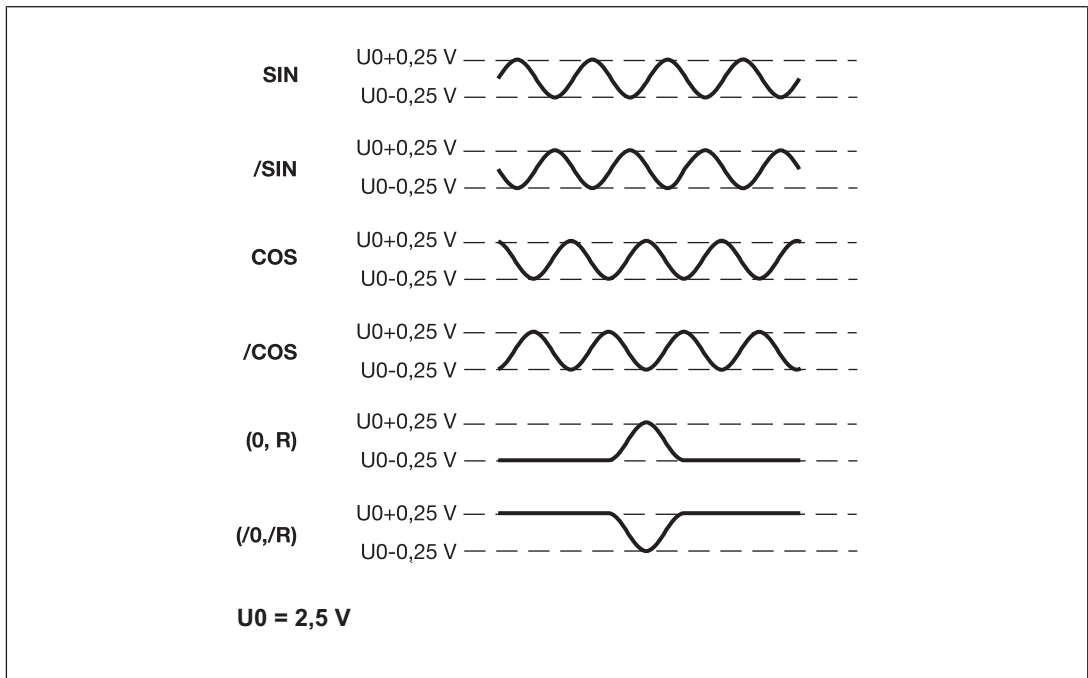 U0+0,25 V
SIN
U0-0,25 V
U0+0,25 V
/SIN
U0-0,25 V
U0+0,25 V
COS
U0-0,25 V
U0+0,25 V
/COS
U0-0,25 V
U0+0,25 V
(0, R)
U0-0,25 V
U0+0,25 V
(/0,/R)
U0-0,25 V
U0 = 2,5 V